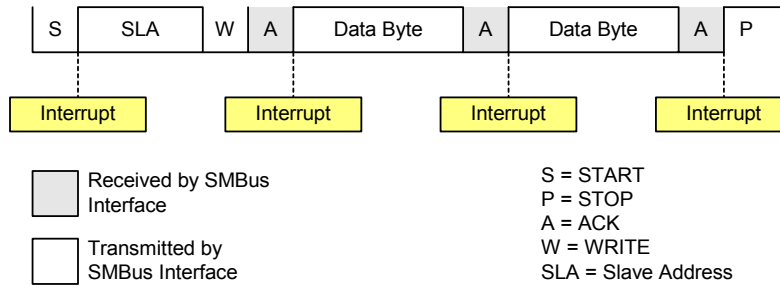 S SLA W A Data Byte A Data Byte A P
Interrupt Interrupt Interrupt Interrupt
Received by SMBus
Interface
Transmitted by
SMBus Interface
S = START
P = STOP
A = ACK
W = WRITE
SLA = Slave Address